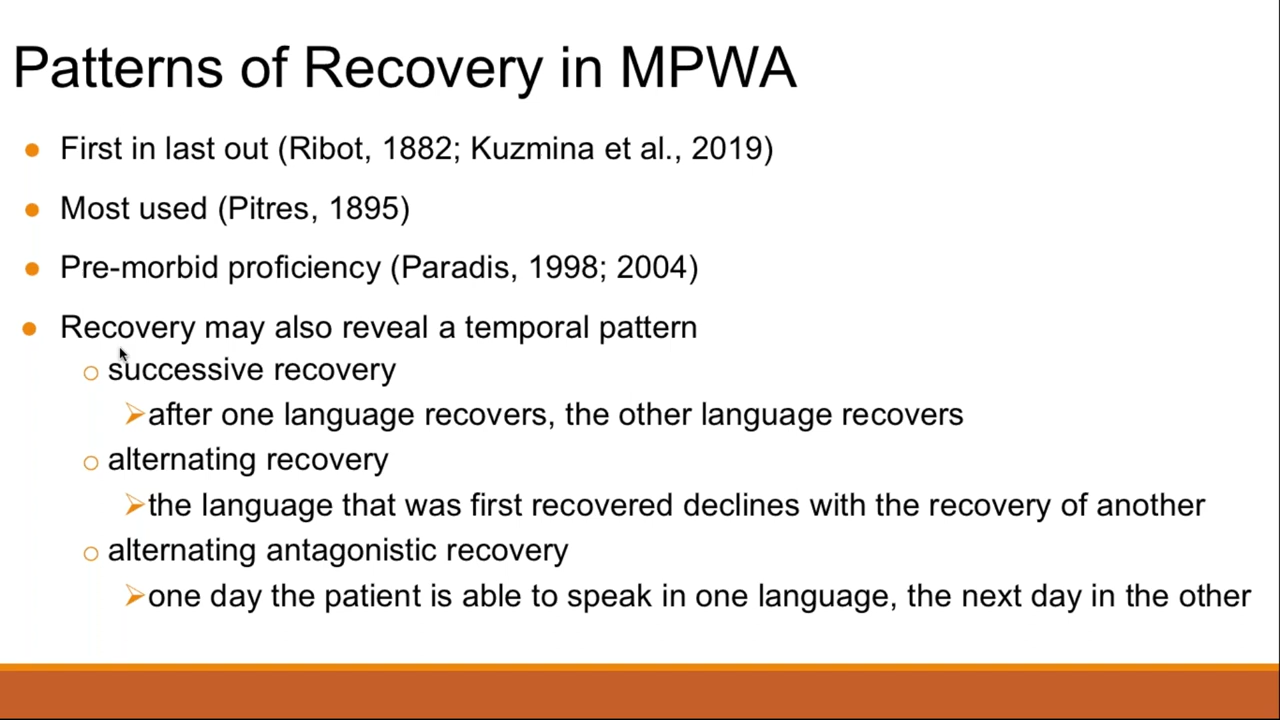 Patterns of Recovery in MPWA
First in last out (Ribot, 1882; Kuzmina et al., 2019)
Most used (Pitres, 1895)
Pre-morbid proficiency (Paradis, 1998; 2004)
Recovery may also reveal a temporal pattern
successive recovery
after one language recovers, the other language recovers
alternating recovery
the language that was first recovered declines with the recovery of another
alternating antagonistic recovery
one day the patient is able to speak in one language, the next day in the other